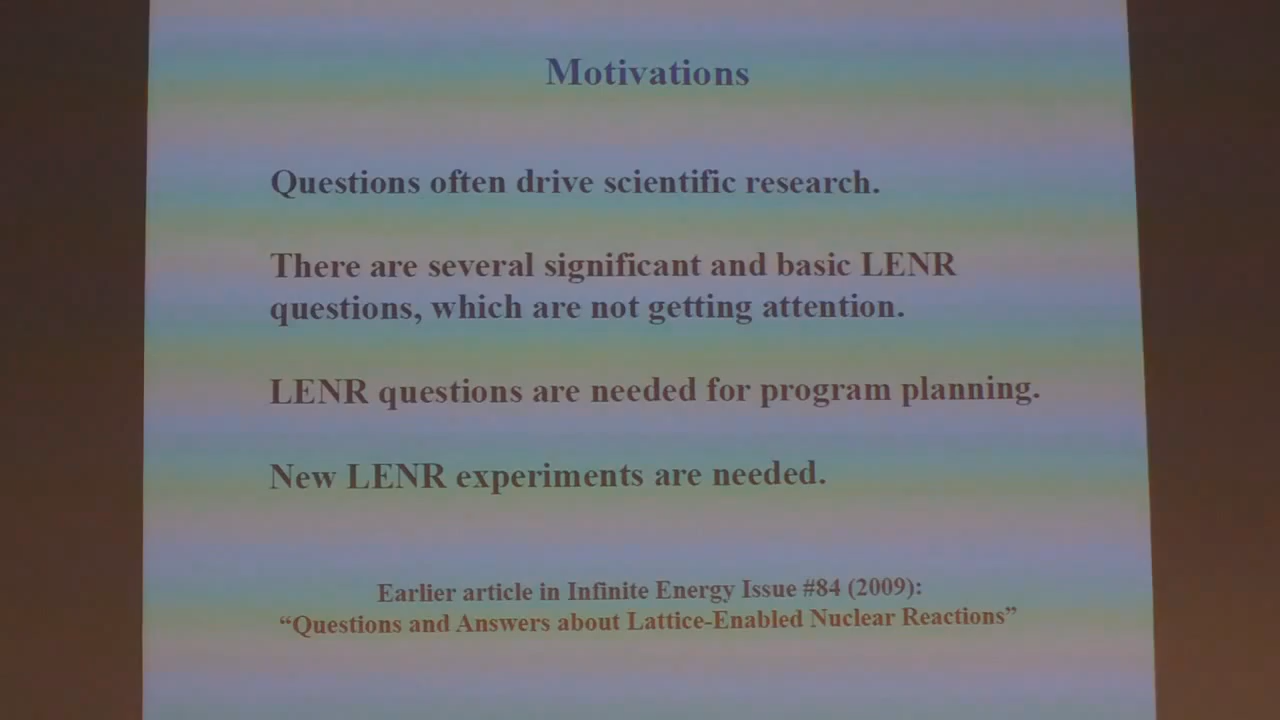 Motivations
Questions often drive scientific research.
There are several significant and basic LENR
questions, which are not getting attention.
LENR questions are needed for program planning.
New LENR experiments are needed.
Earlier article in Infinite Energy Issue #84 (2009):
“Questions and Answers about Lattice-Enabled Nuclear Reactions”